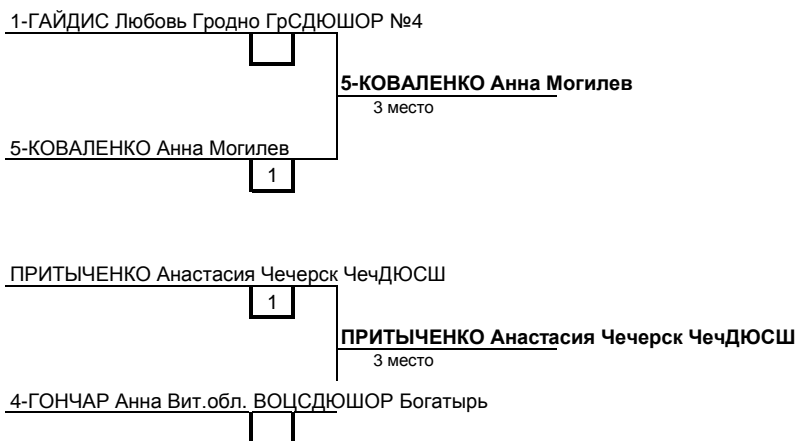 1-ГАЙДИС Любовь Гродно ГрСДЮШОР №4
5-КОВАЛЕНКО Анна Могилев
3 место
5-КОВАЛЕНКО Анна Могилев
1
ПРИТЫЧЕНКО Анастасия Чечерск ЧечДЮСШ
1
ПРИТЫЧЕНКО Анастасия Чечерск ЧечДЮСШ
3 место
4-ГОНЧАР Анна Вит.обл. ВОЦСДЮШОР Богатырь